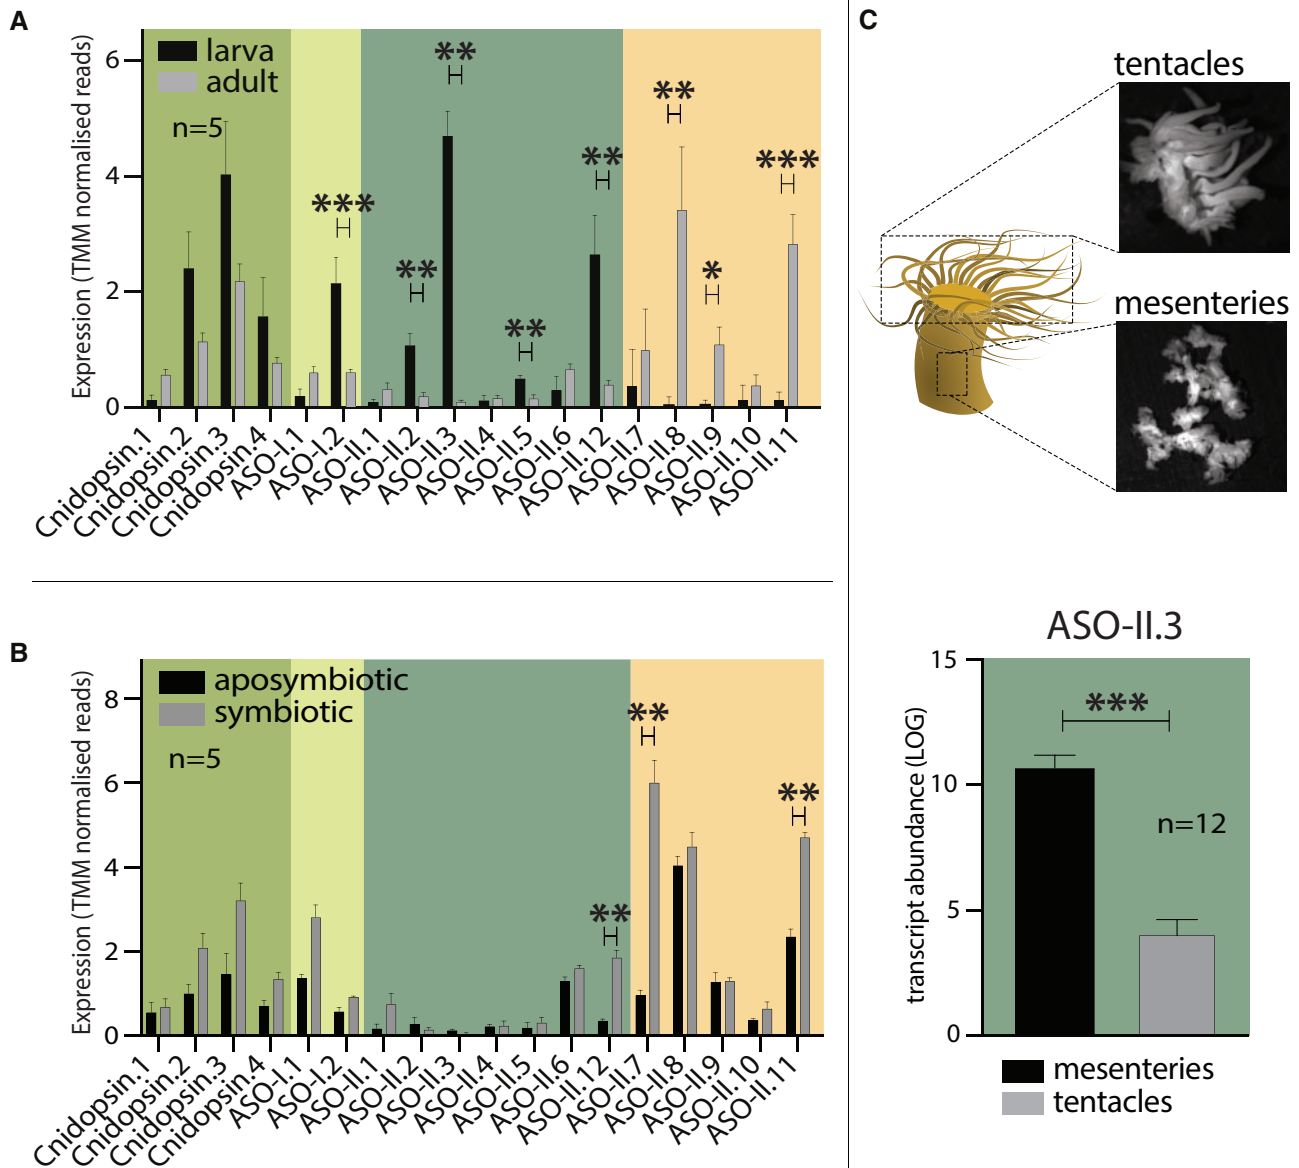 A
Expression (TMM normalised reads)
6
4
2
0
larva
adult
n=5
***
**
**
**
**
**
*
***
Cnidopsin.1
Cnidopsin.2
Cnidopsin.3
Cnidopsin.4
ASO-I.1
ASO-I.2
ASO-II.1
ASO-II.2
ASO-II.3
ASO-II.4
ASO-II.5
ASO-II.6
ASO-II.12
ASO-II.7
ASO-II.8
ASO-II.9
ASO-II.10
ASO-II.11
B
Expression (TMM normalised reads)
8
6
4
2
0
aposymbiotic
symbiotic
n=5
**
**
**
Cnidopsin.1
Cnidopsin.2
Cnidopsin.3
Cnidopsin.4
ASO-I.1
ASO-I.2
ASO-II.1
ASO-II.2
ASO-II.3
ASO-II.4
ASO-II.5
ASO-II.6
ASO-II.12
ASO-II.7
ASO-II.8
ASO-II.9
ASO-II.10
ASO-II.11
C
tentacles
mesenteries
ASO-II.3
transcript abundance (LOG)
15
10
5
0
***
n=12
mesenteries
tentacles